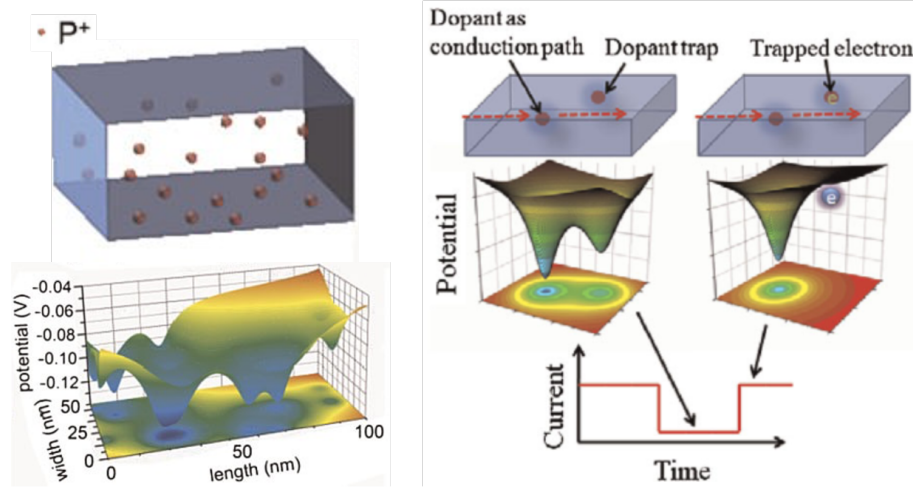 P+
-0.04
-0.06
-0.08
-0.10
-0.12
potential (V)
50
25
0
width (nm)
0
50
100
length (nm)
Dopant as
conduction path
Dopant trap
Trapped electron
Potential
e
Current
Time